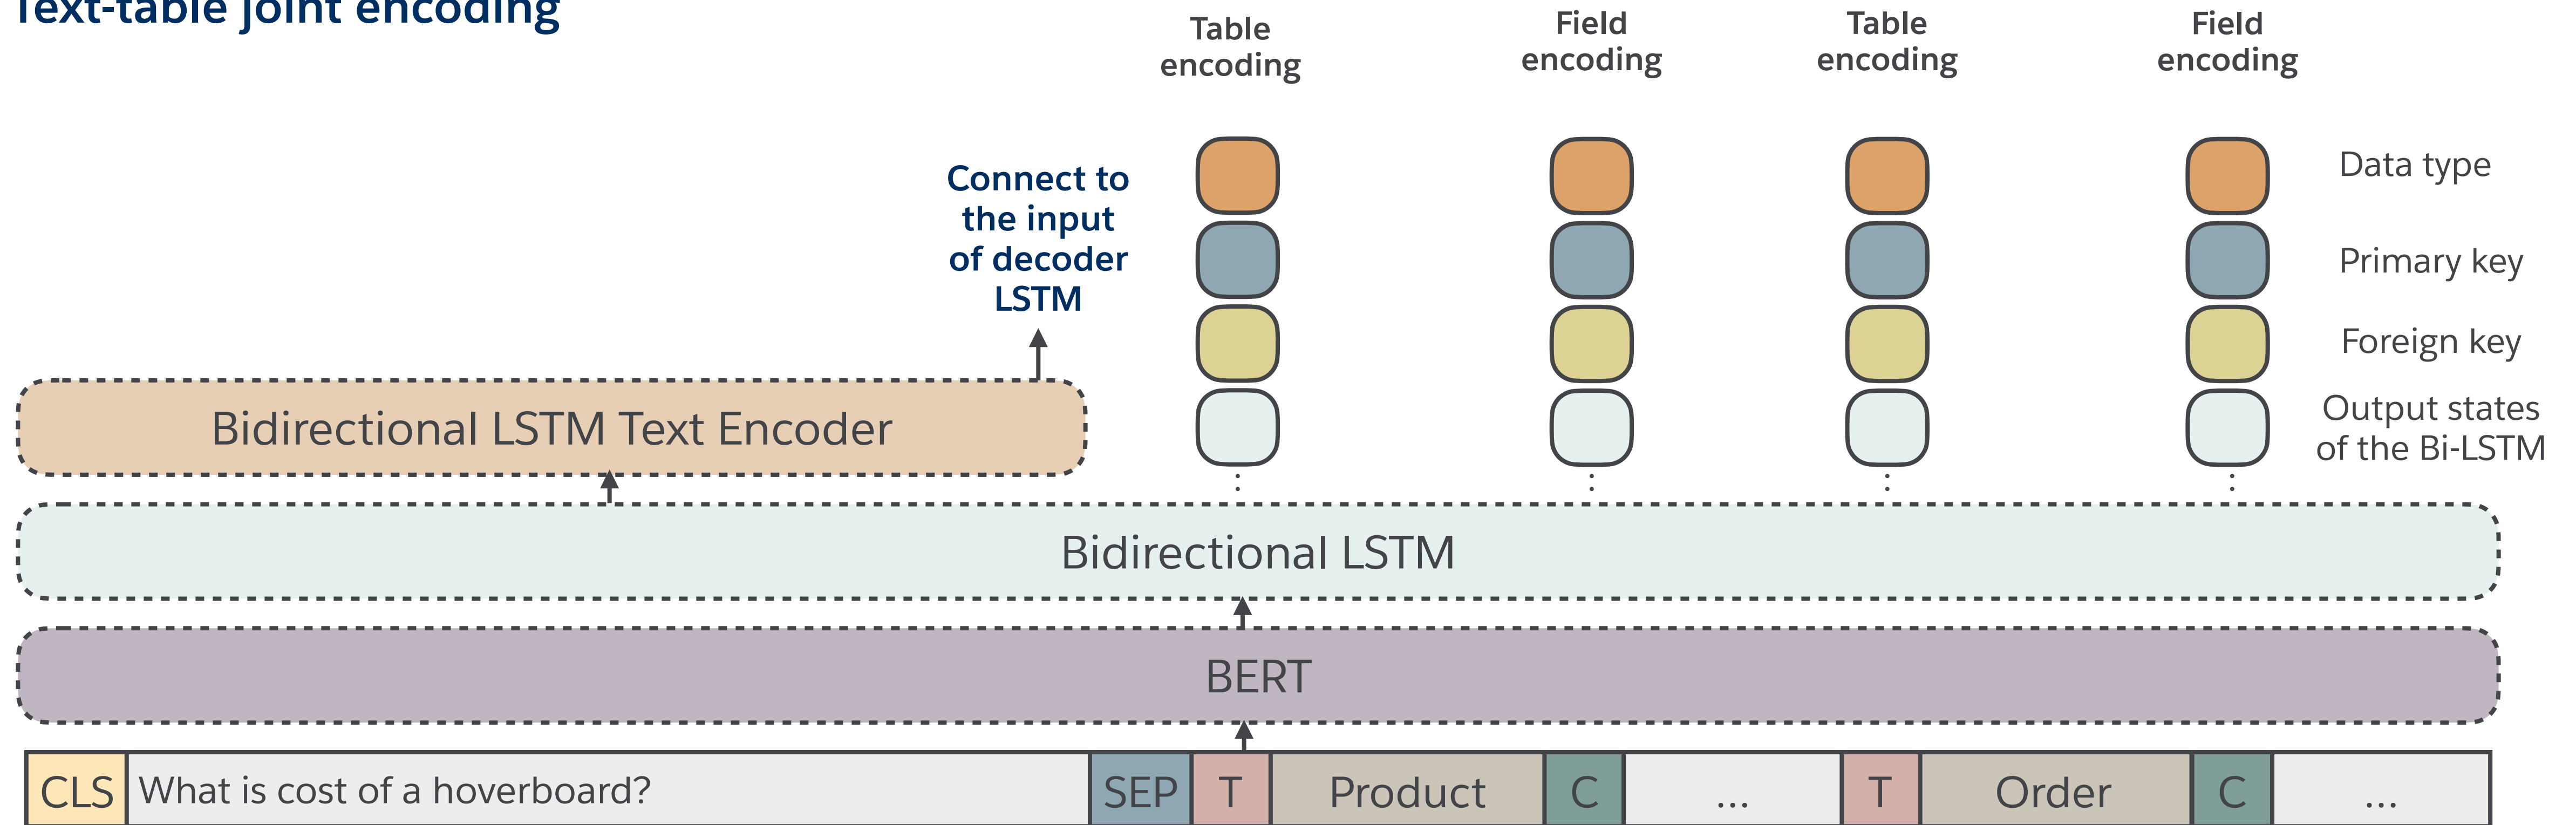 Text-table joint encoding
Table
encoding
Field
encoding
Table
encoding
Field
encoding
Connect to
the input
of decoder
LSTM
Data type
Primary key
Foreign key
Output states
of the Bi-LSTM
Bidirectional LSTM Text Encoder
Bidirectional LSTM
BERT
CLS What is cost of a hoverboard? SEP T Product C ... T Order C ...